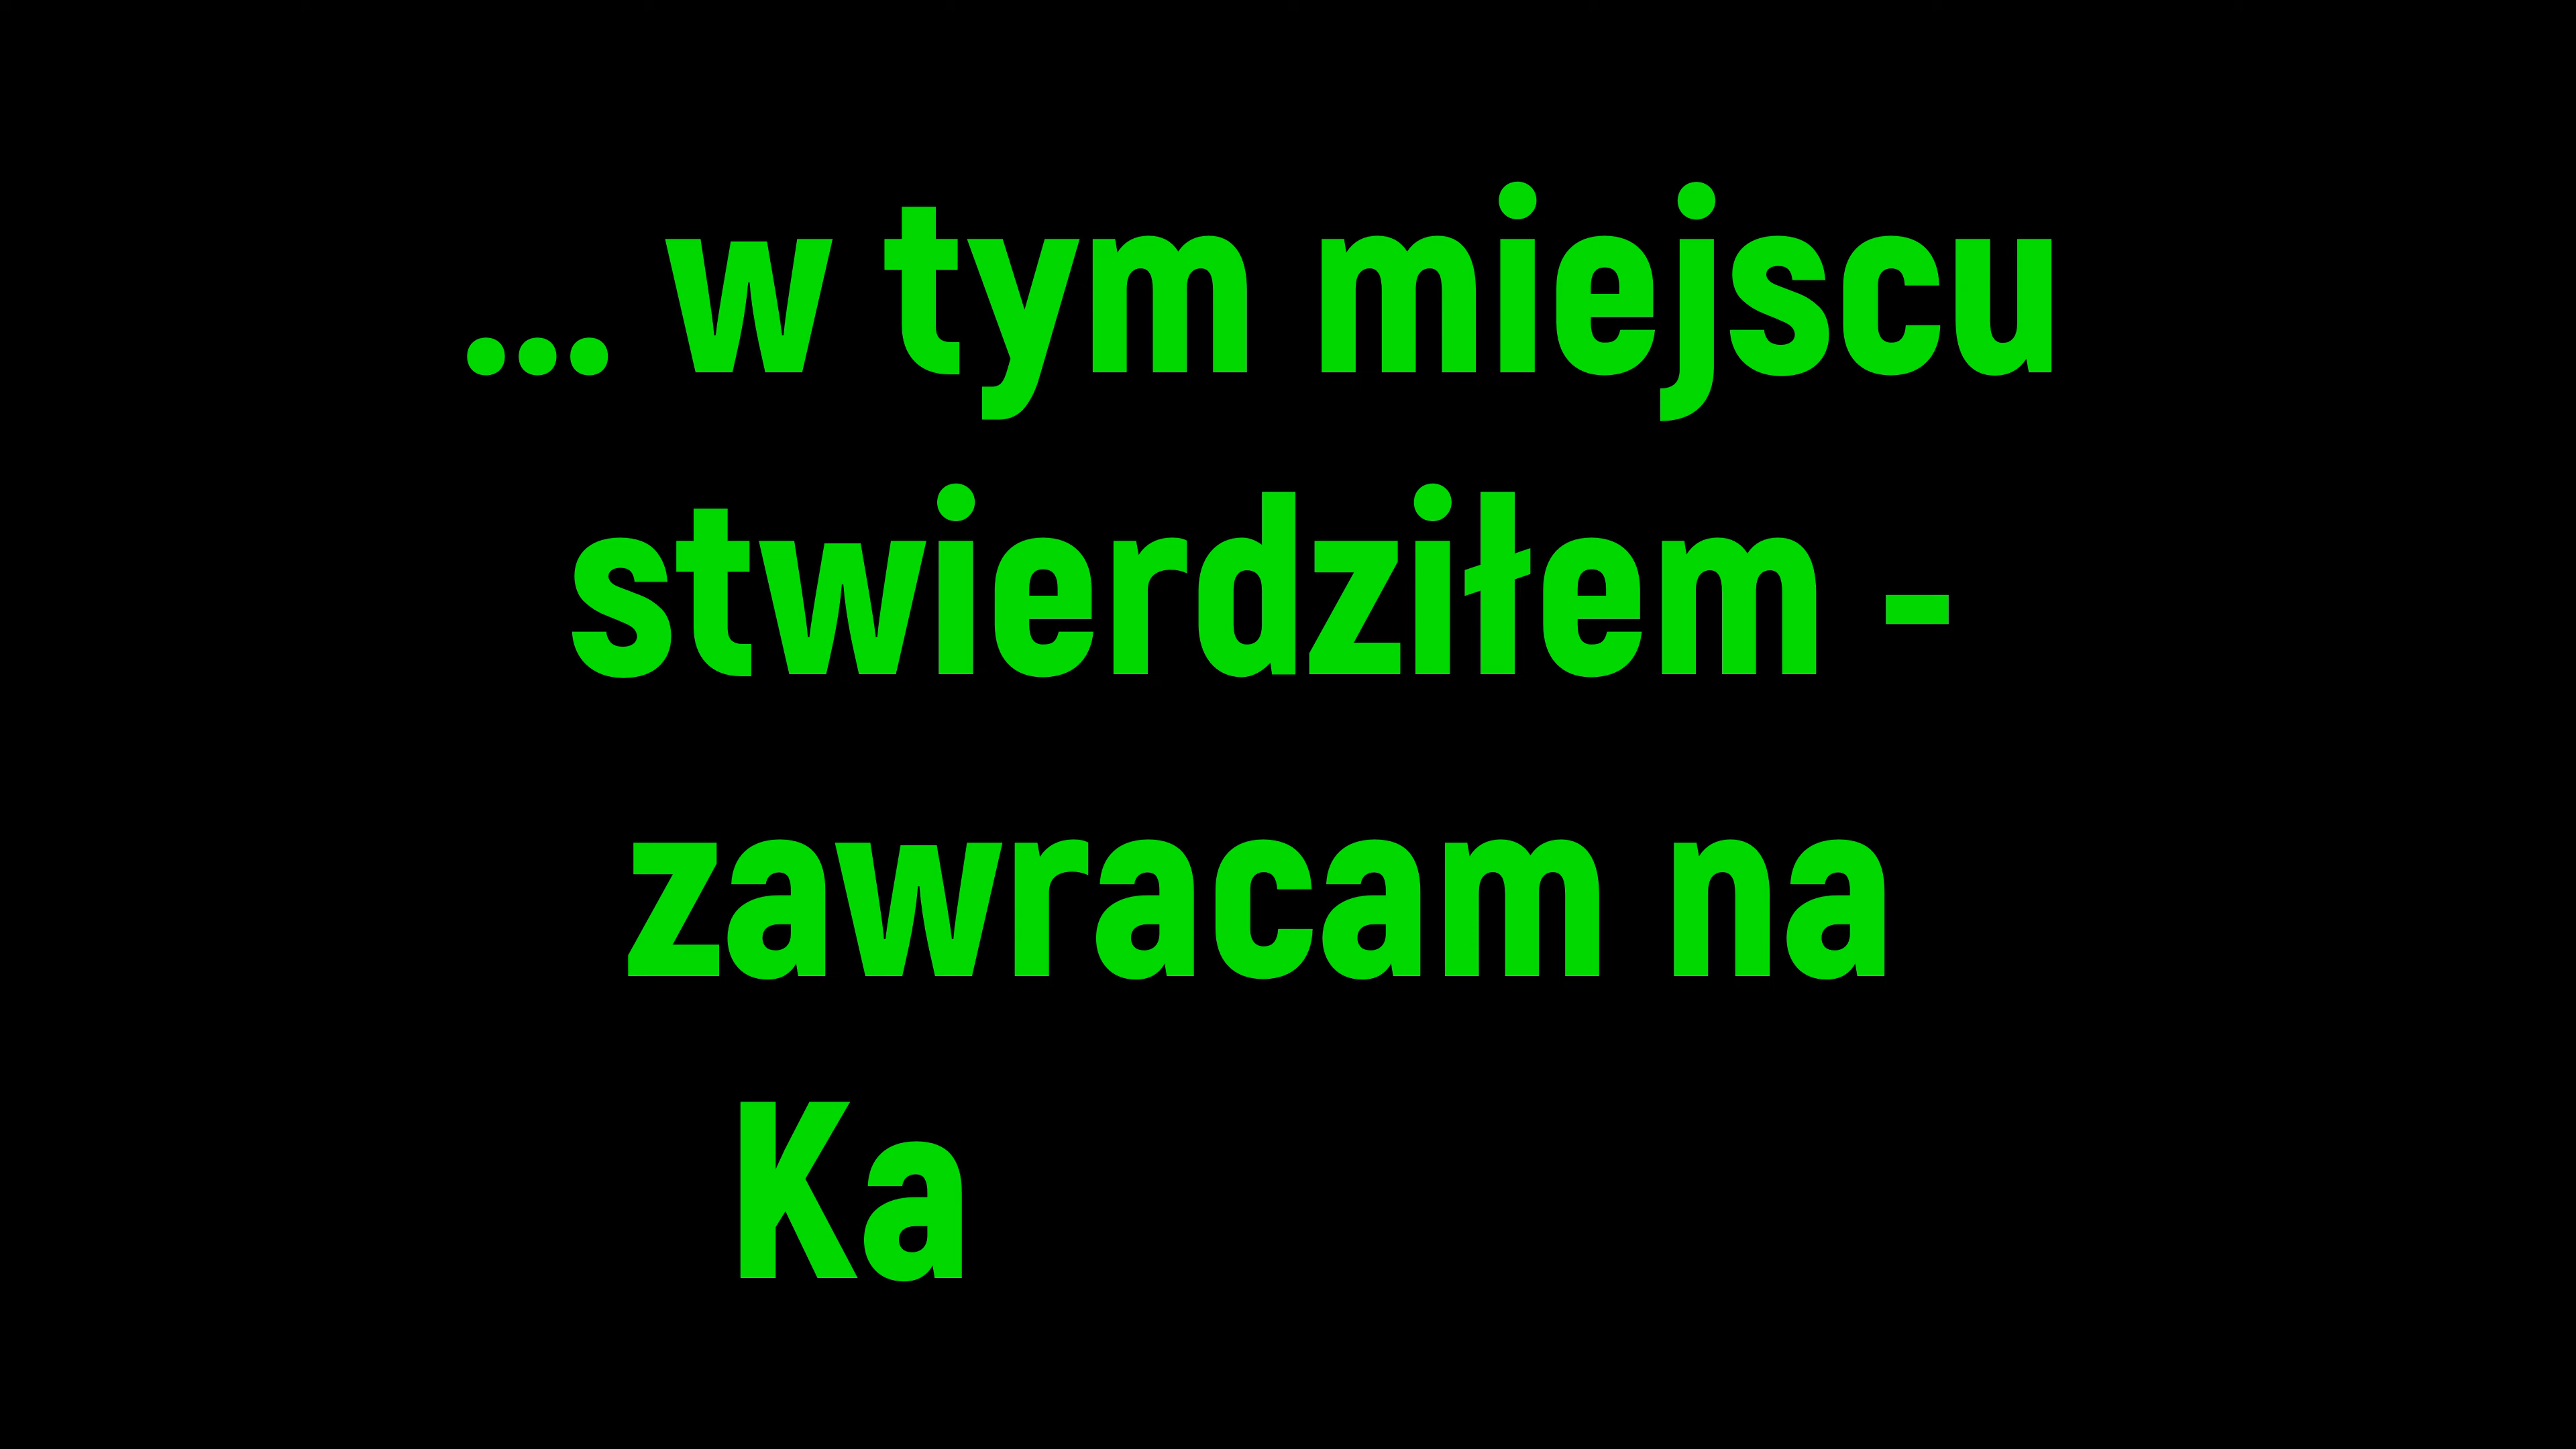 ... w tym miejscu
stwierdziłem -
zawracam na
Ka